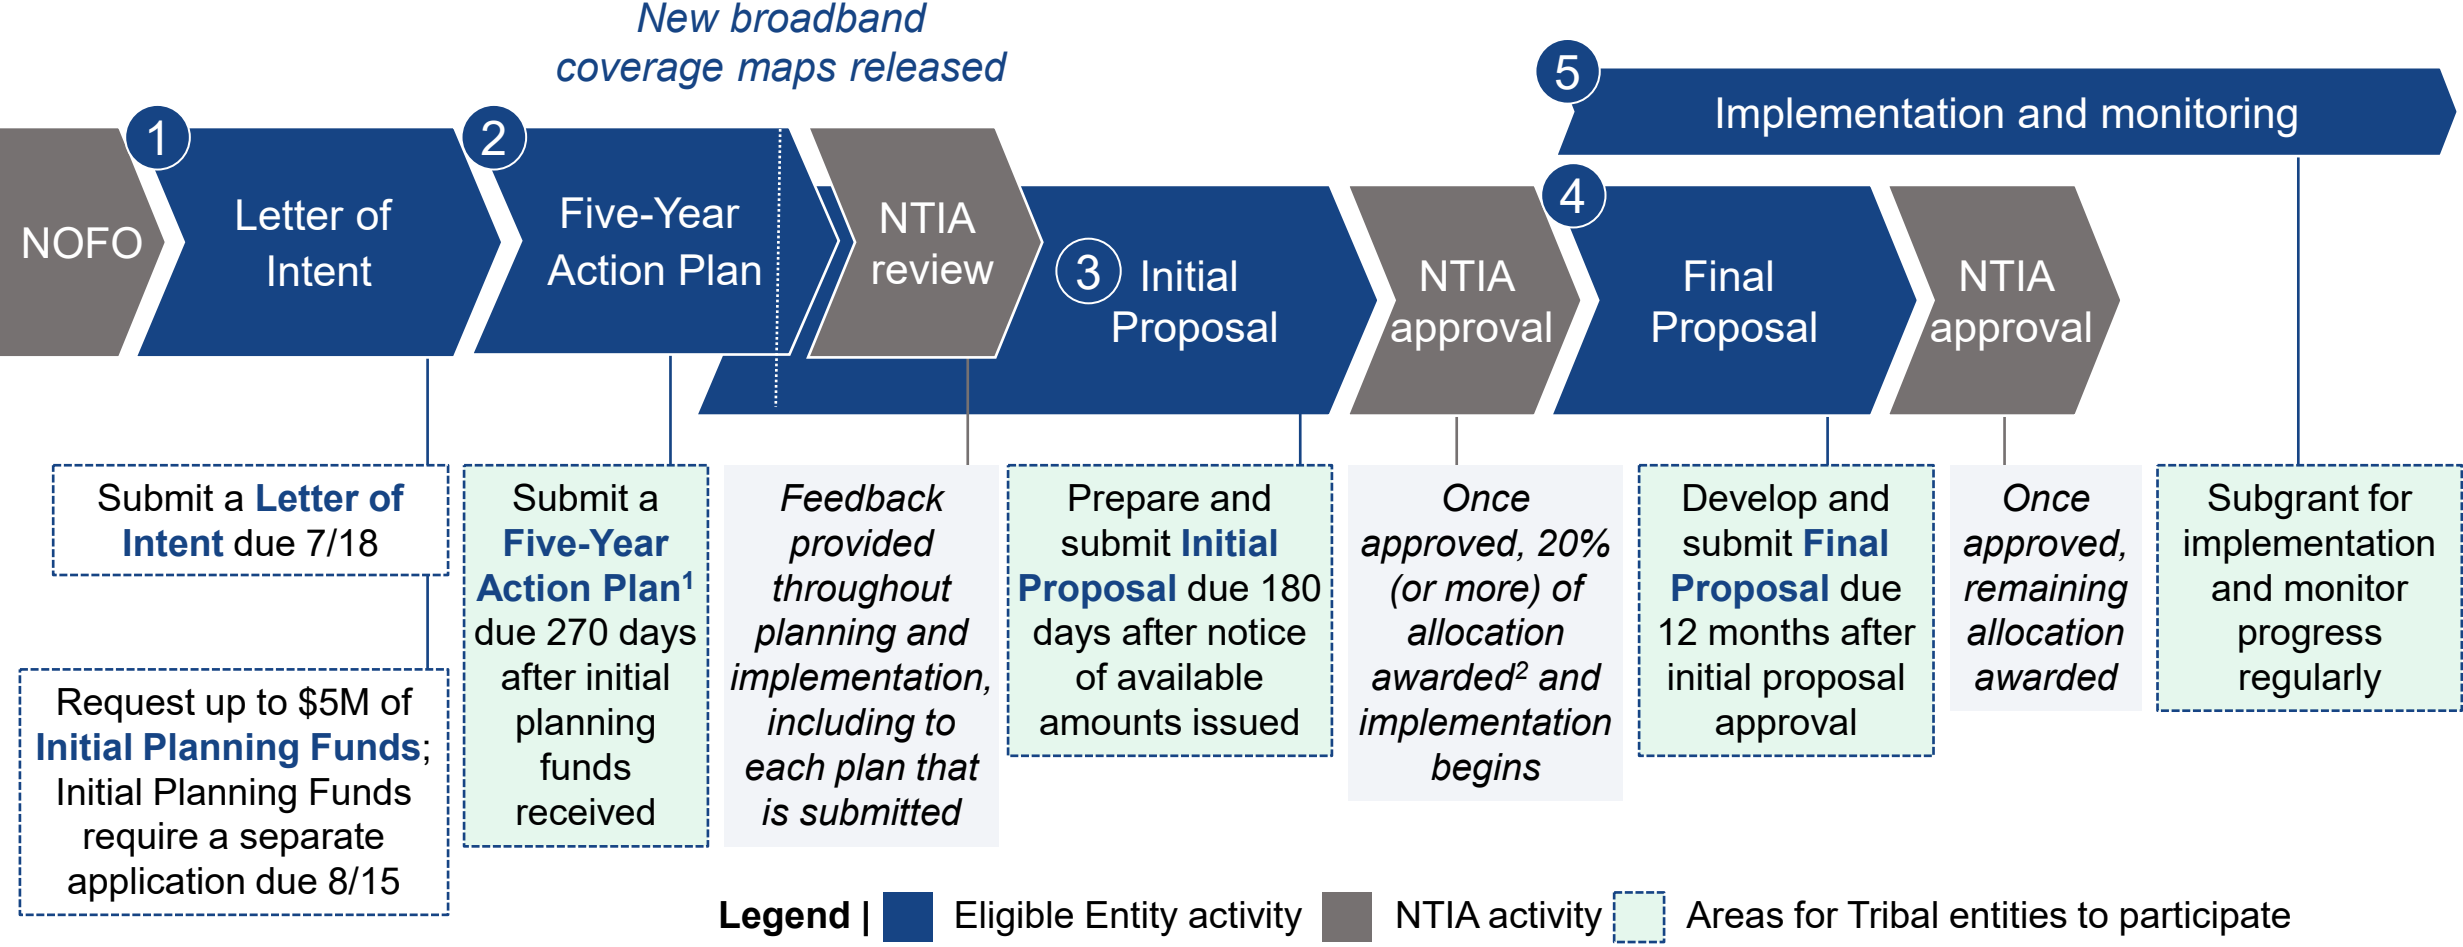 New broadband
coverage maps released
5
Implementation and monitoring
NOFO
1
Letter of
Intent
2
Five-Year
Action Plan
NTIA
review
3
Initial
Proposal
NTIA
approval
4
Final
Proposal
NTIA
approval
Submit a Letter of
Intent due 7/18
Request up to $5M of
Initial Planning Funds;
Initial Planning Funds
require a separate
application due 8/15
Submit a
Five-Year
Action Plan1
due 270 days
after initial
planning
funds
received
Feedback
provided
throughout
planning and
implementation,
including to
each plan that
is submitted
Prepare and
submit Initial
Proposal due 180
days after notice
of available
amounts issued
Once
approved, 20%
(or more) of
allocation
awarded2 and
implementation
begins
Develop and
submit Final
Proposal due
12 months after
initial proposal
approval
Once
approved,
remaining
allocation
awarded
Subgrant for
implementation
and monitor
progress
regularly
Legend | Eligible Entity activity NTIA activity Areas for Tribal entities to participate